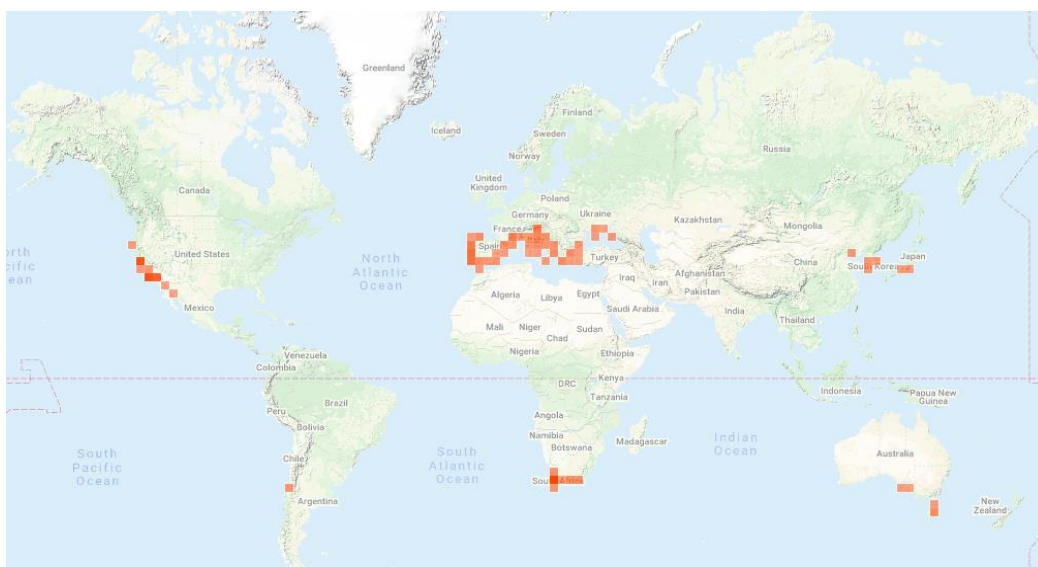 Greenland
Iceland
Finland
Sweden
Norway
Russia
Canada
United
Kingdom
Poland
Germany
Ukraine
France
Kazakhstan
Mongolia
United States
Spain
Turkey
China
South Korea
Japan
North
Atlantic
Ocean
Iraq
Iran
Afghanistan
Pakistan
Algeria
Libya
Egypt
Saudi Arabia
India
Mexico
Thailand
Mali
Niger
Chad
Sudan
Nigeria
Ethiopia
Venezuela
Colombia
DRC
Kenya
Indonesia
Papua New
Guinea
Tanzania
Brazil
Peru
Angola
Bolivia
Namibia
Botswana
Madagascar
Indian
Ocean
Australia
South
Pacific
Ocean
Chile
South
Atlantic
Ocean
Argentina
New
Zealand